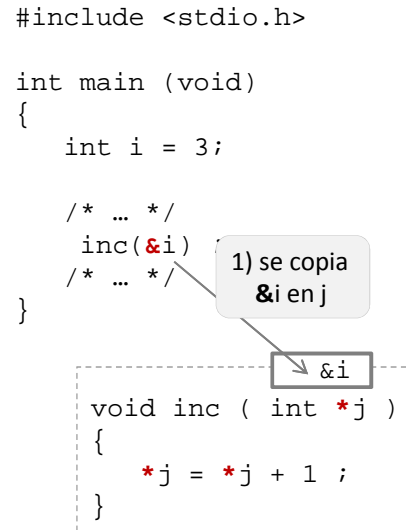 #include <stdio.h>
int main (void)
{
int i = 3;
/* … */
inc(&i) ;
/* … */
}
1) se copia
&i en j
&i
void inc ( int *j )
{
*j = *j + 1 ;
}